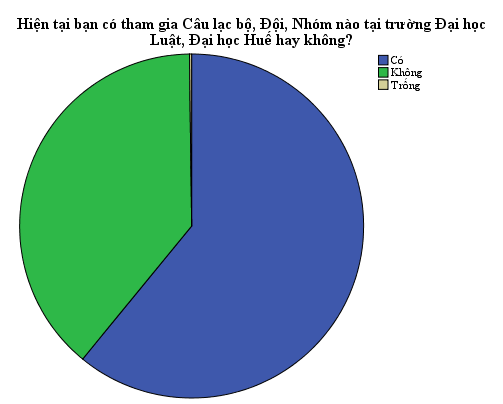 Hiện tại bạn có tham gia Câu lạc bộ, Đội, Nhóm nào tại trường Đại học
Luật, Đại học Huế hay không?
Có
Không
Trống